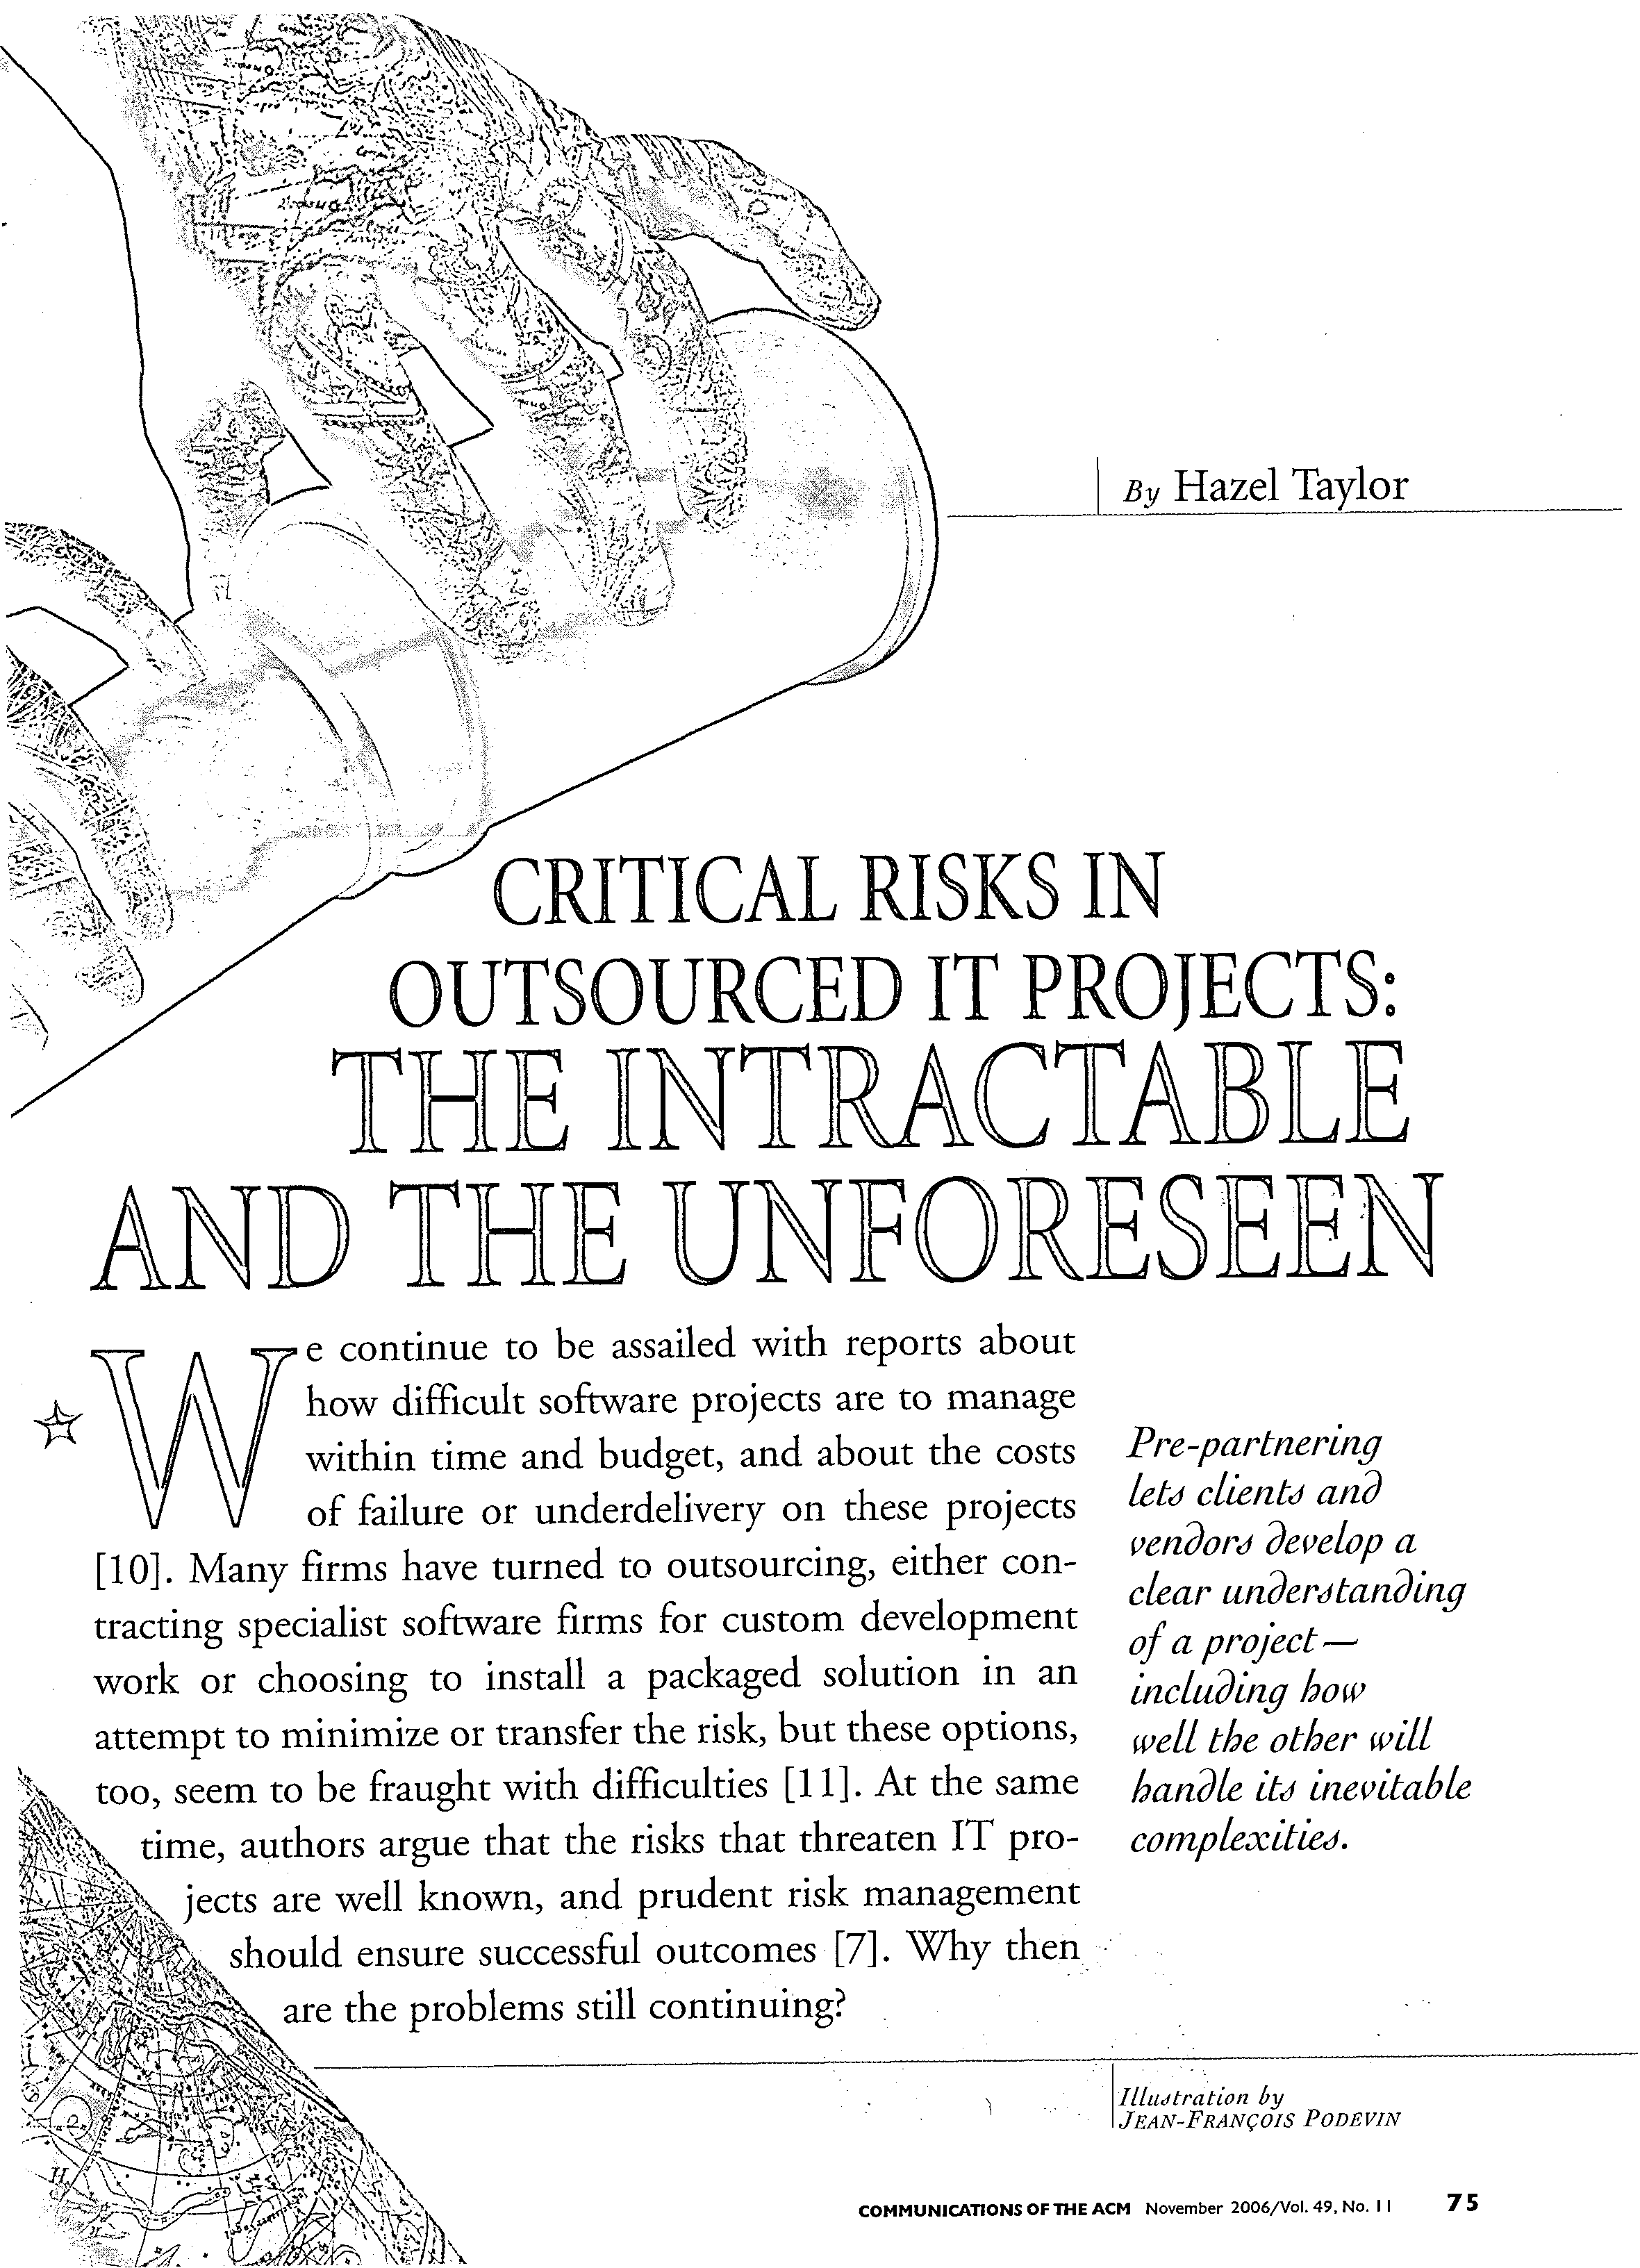 By Hazel Taylor
CRITICAL RISKS IN
OUTSOURCED IT PROJECTS:
THE INTRACTABLE
AND THE UNFORESEEN
We continue to be assailed with reports about
how difficult software projects are to manage
within time and budget, and about the costs
of failure or underdelivery on these projects
[10]. Many firms have turned to outsourcing, either con-
tracting specialist software firms for custom development
work or choosing to install a packaged solution in an
attempt to minimize or transfer the risk, but these options,
too, seem to be fraught with difficulties [11]. At the same
time, authors argue that the risks that threaten IT pro-
jects are well known, and prudent risk management
should ensure successful outcomes [7]. Why then
are the problems still continuing?
Pre-partnering
lets clients and
vendors develop a
clear understanding
of a project—
including how
well the other will
handle its inevitable
complexities.
Illustration by
JEAN-FRANÇOIS PODEVIN
COMMUNICATIONS OF THE ACM November 2006/Vol. 49, No. 11 75